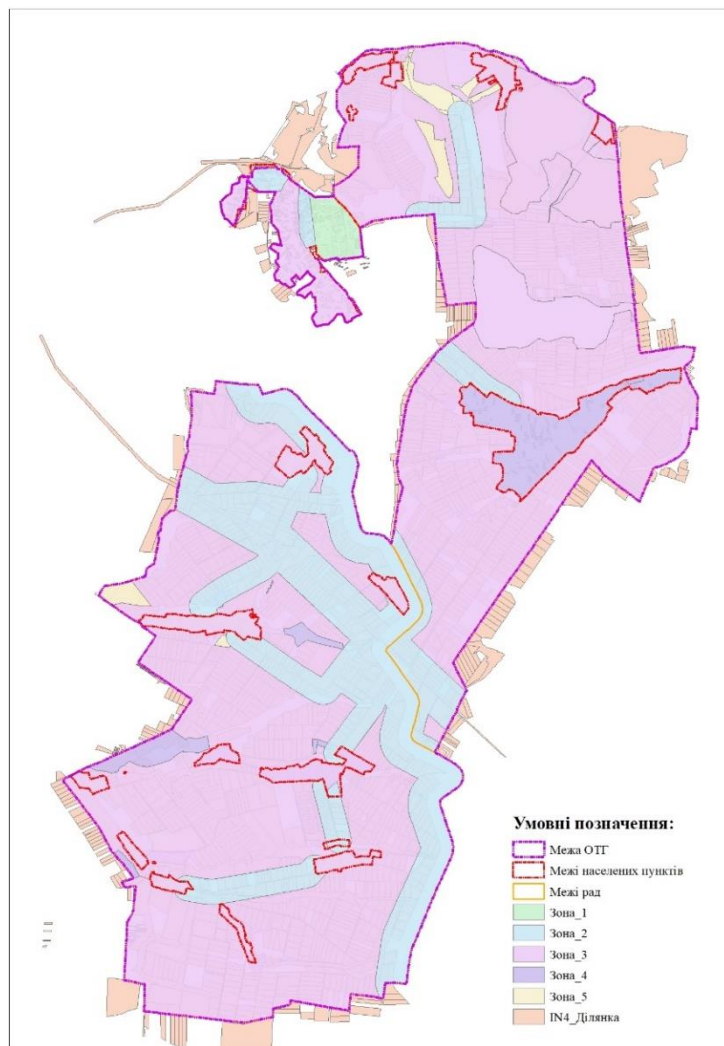 Умовні позначення:
Межа ОТГ
Межі населених пунктів
Межі рад
Зона_1
Зона_2
Зона_3
Зона_4
Зона_5
IN4_Ділянка